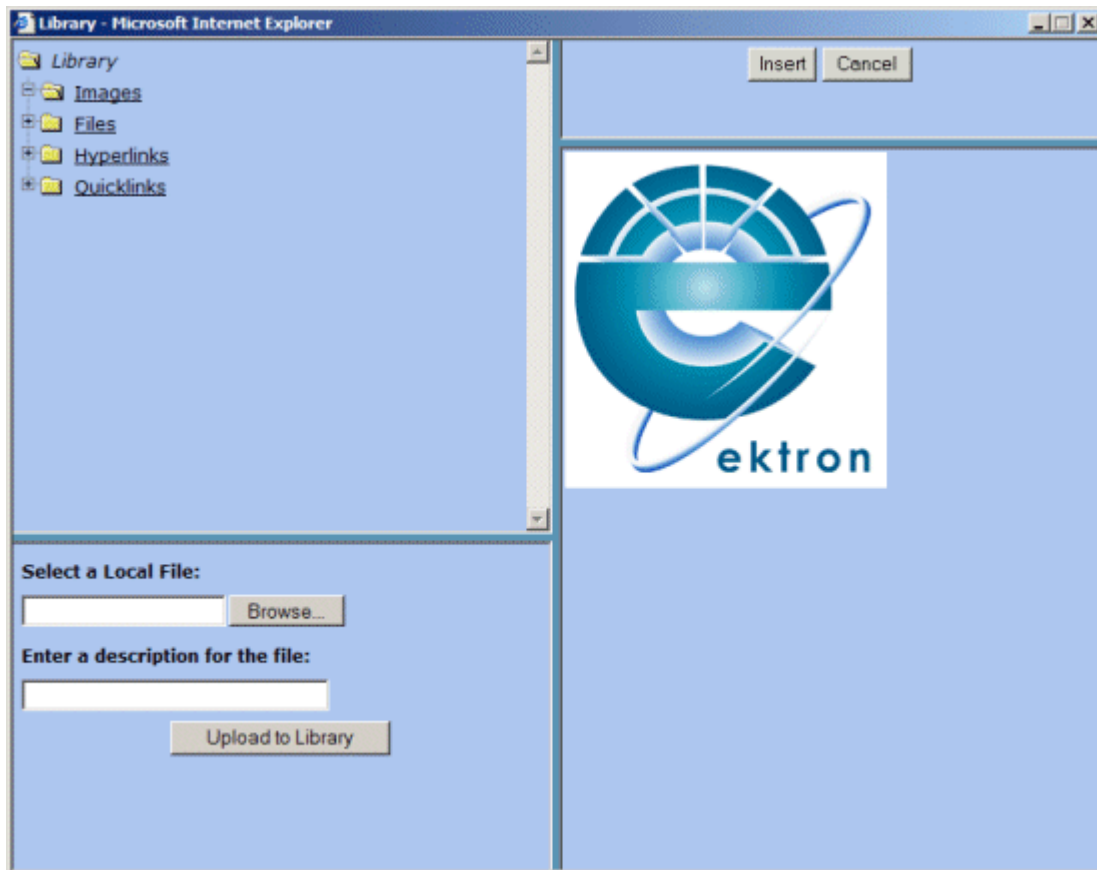 Library - Microsoft Internet Explorer
Library
Images
Files
Hyperlinks
Quicklinks
Insert Cancel
ektron
Select a Local File:
Browse...
Enter a description for the file:
Upload to Library